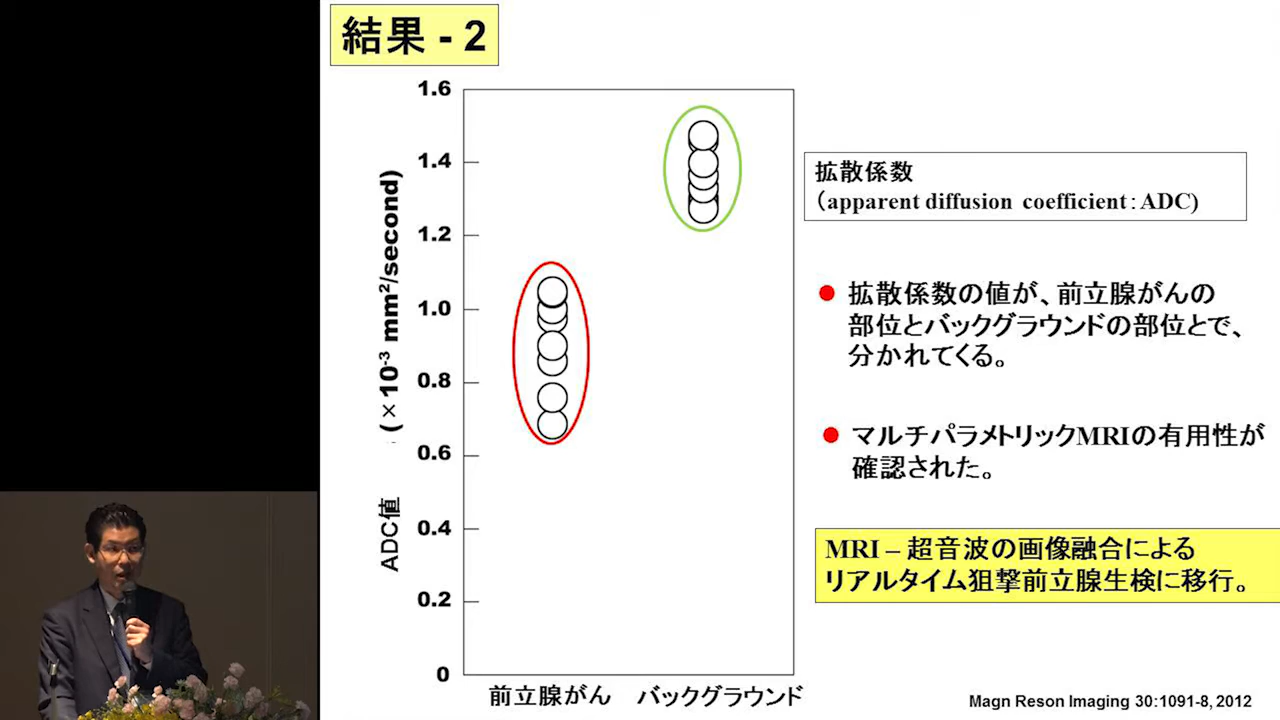 結果 - 2
1.6
1.4
1.2
1.0
0.8
0.6
0.4
0.2
0
ADC値 (×10-3 mm2/second)
前立腺がん バックグラウンド
拡散係数
（apparent diffusion coefficient：ADC)
拡散係数の値が、前立腺がんの
部位とバックグラウンドの部位とで、
分かれてくる。
マルチパラメトリックMRIの有用性が
確認された。
MRI – 超音波の画像融合による
リアルタイム狙撃前立腺生検に移行。
Magn Reson Imaging 30:1091-8, 2012